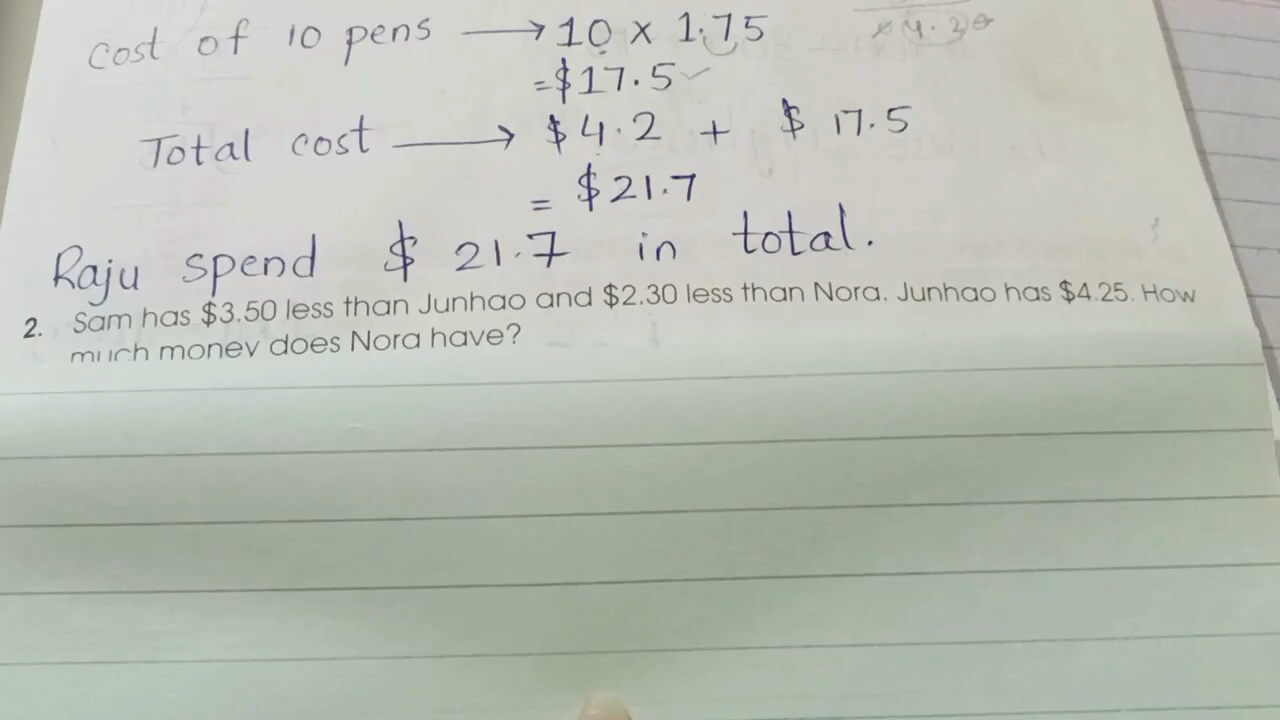 cost of 10 pens → 10 x 1.75
= $17.5 ✓
Total cost → $4.2 + $17.5
= $21.7
Raju spend $ 21.7 in total.
2. Sam has $3.50 less than Junhao and $2.30 less than Nora. Junhao has $4.25. How
much money does Nora have?